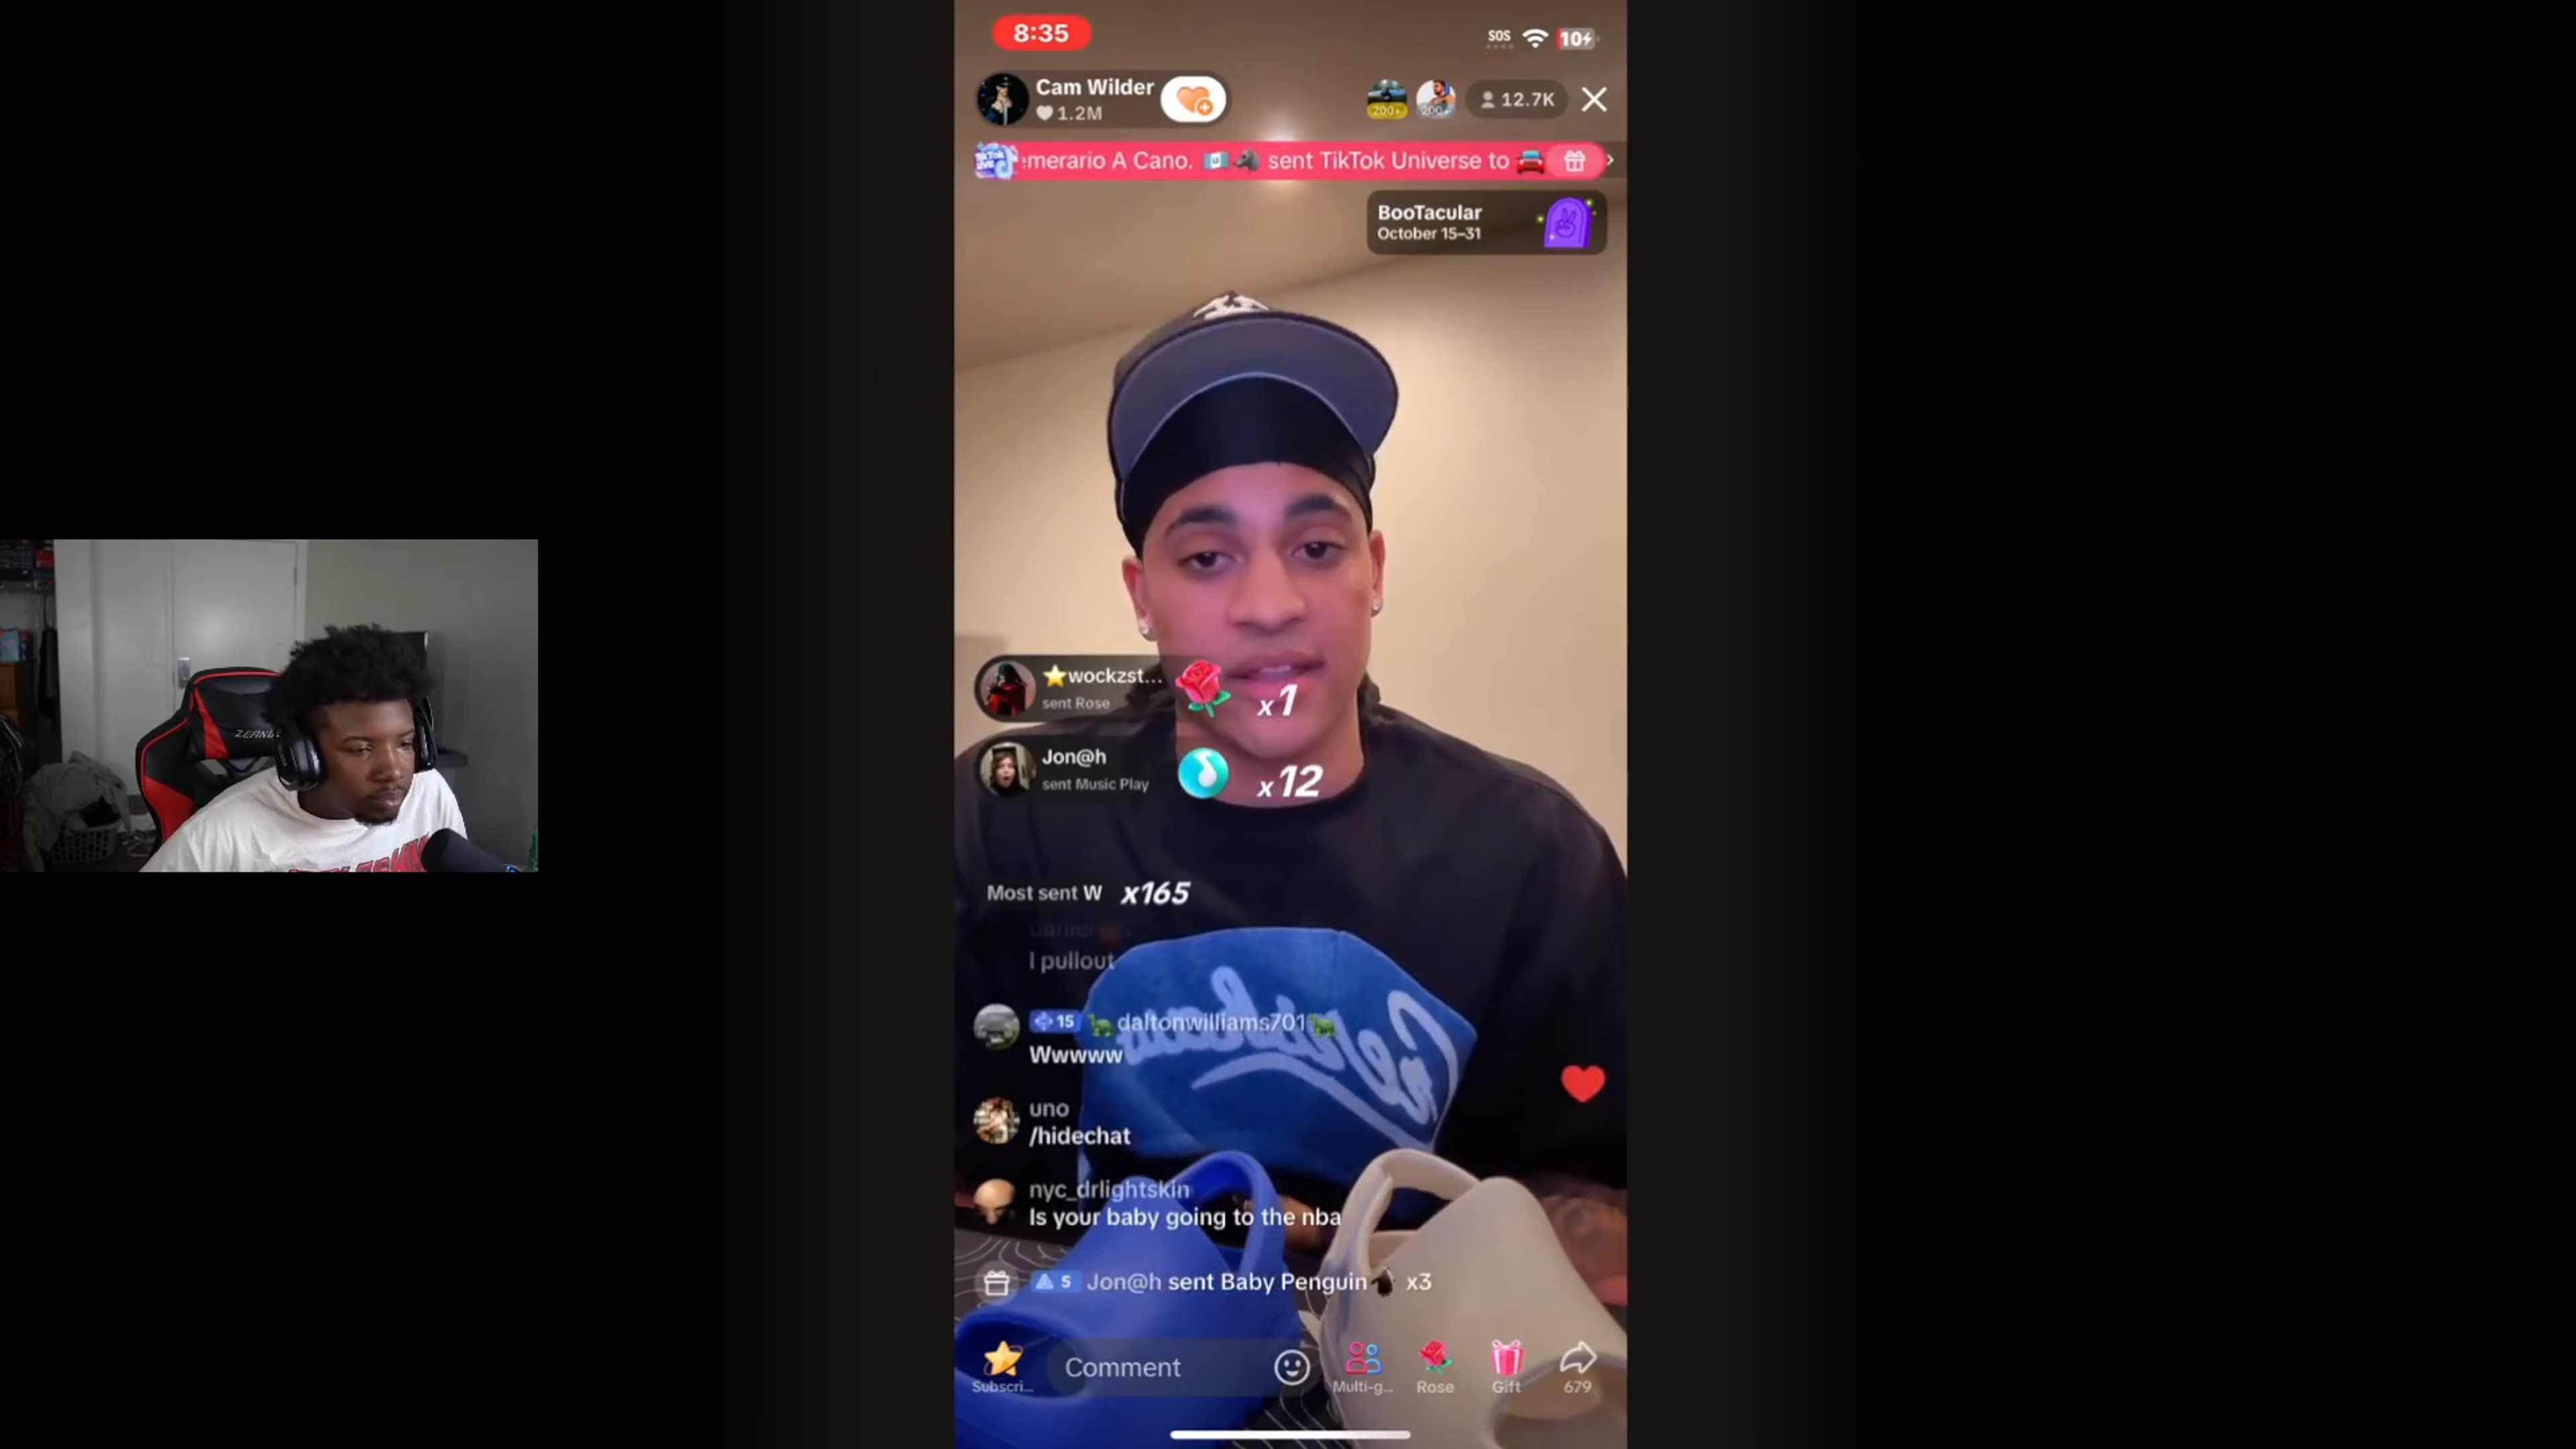 8:35
SOS
10
Cam Wilder
1.2M
200+
200+
12.7K
merario A Cano. sent TikTok Universe to
BooTacular
October 15–31
wockzst...
sent Rose
x1
Jon@h
sent Music Play
x12
Most sent W x165
I pullout
15 daltonwilliams701
Wwwww
uno
/hidechat
nyc_drlightskin
Is your baby going to the nba
5 Jon@h sent Baby Penguin x3
Subscri...
Comment
Multi-g...
Rose
Gift
679